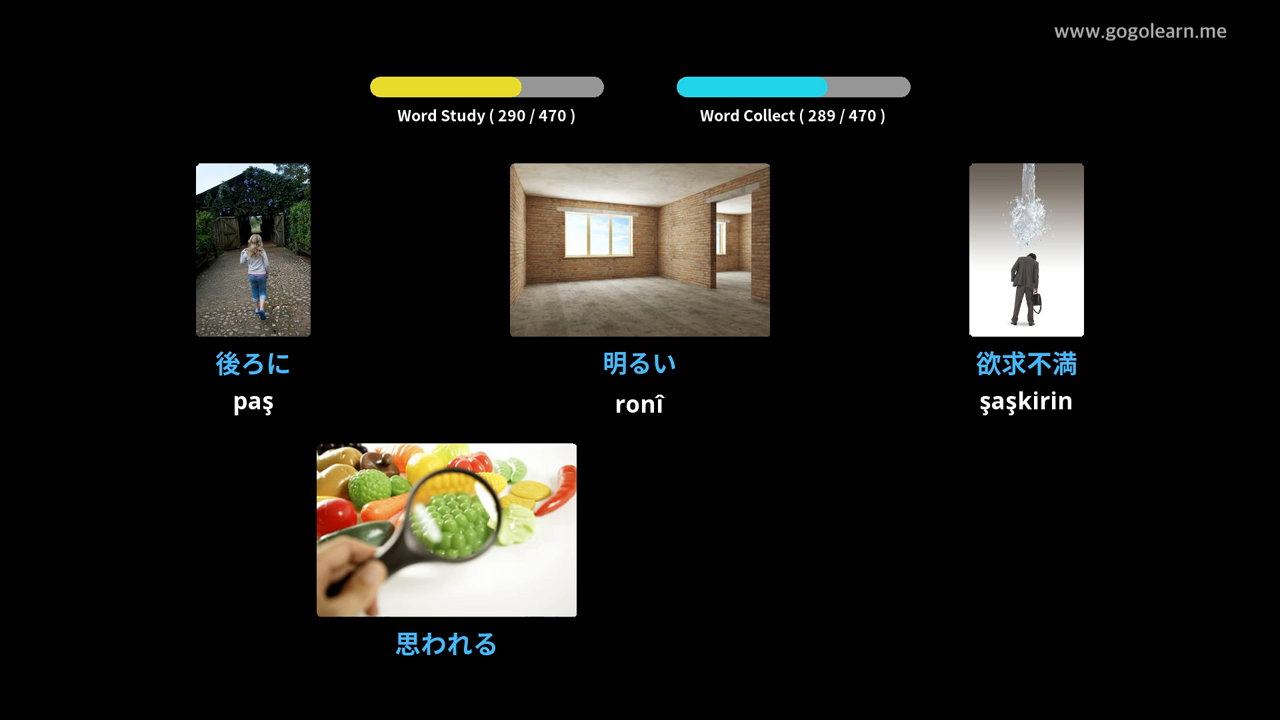 www.gogolearn.me
Word Study ( 290 / 470 )
Word Collect ( 289 / 470 )
後ろに
paş
明るい
ronî
欲求不満
şaşkirin
思われる